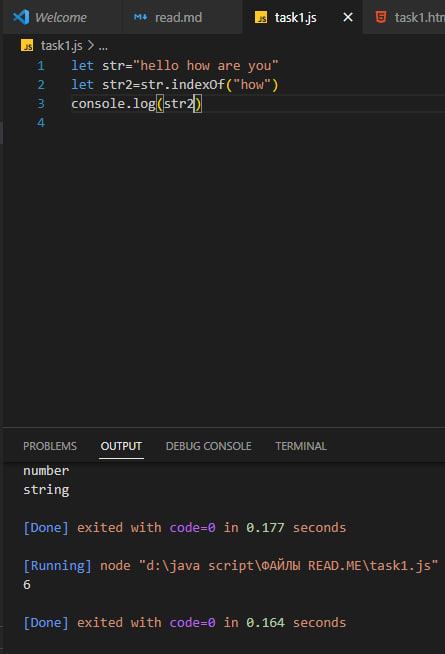 Welcome read.md task1.js task1.htm
task1.js > ...
1 let str="hello how are you"
2 let str2=str.indexOf("how")
3 console.log(str2)
4
PROBLEMS OUTPUT DEBUG CONSOLE TERMINAL
number
string
[Done] exited with code=0 in 0.177 seconds
[Running] node "d:\java script\ФАЙЛЫ READ.ME\task1.js"
6
[Done] exited with code=0 in 0.164 seconds